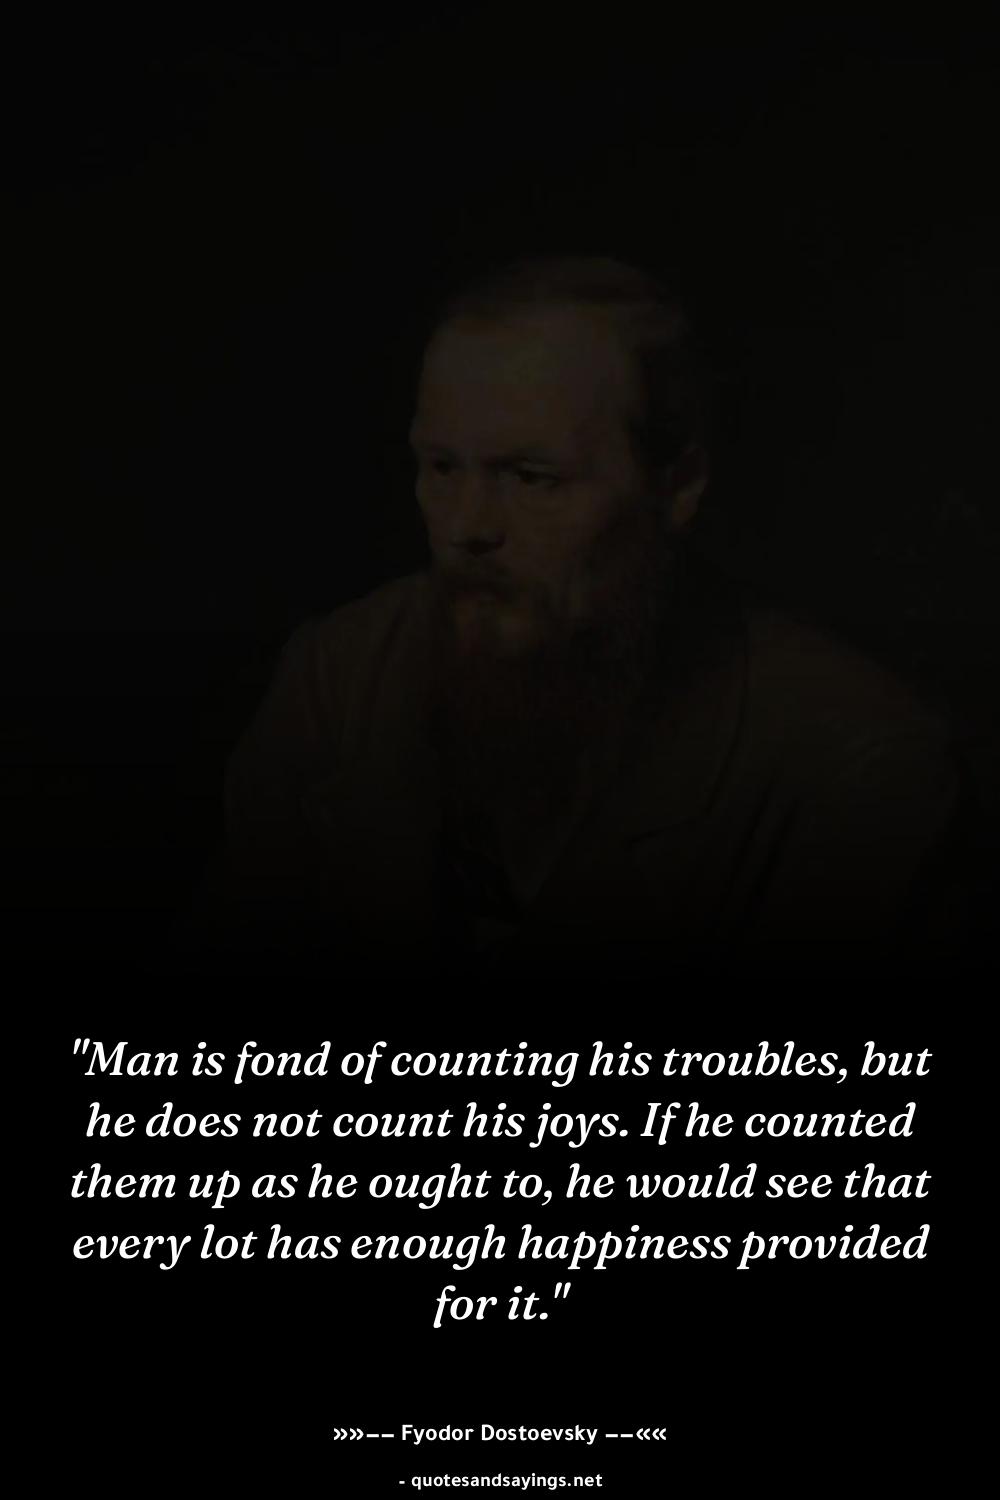 "Man is fond of counting his troubles, but
he does not count his joys. If he counted
them up as he ought to, he would see that
every lot has enough happiness provided
for it."
»»–– Fyodor Dostoevsky ––««
- quotesandsayings.net